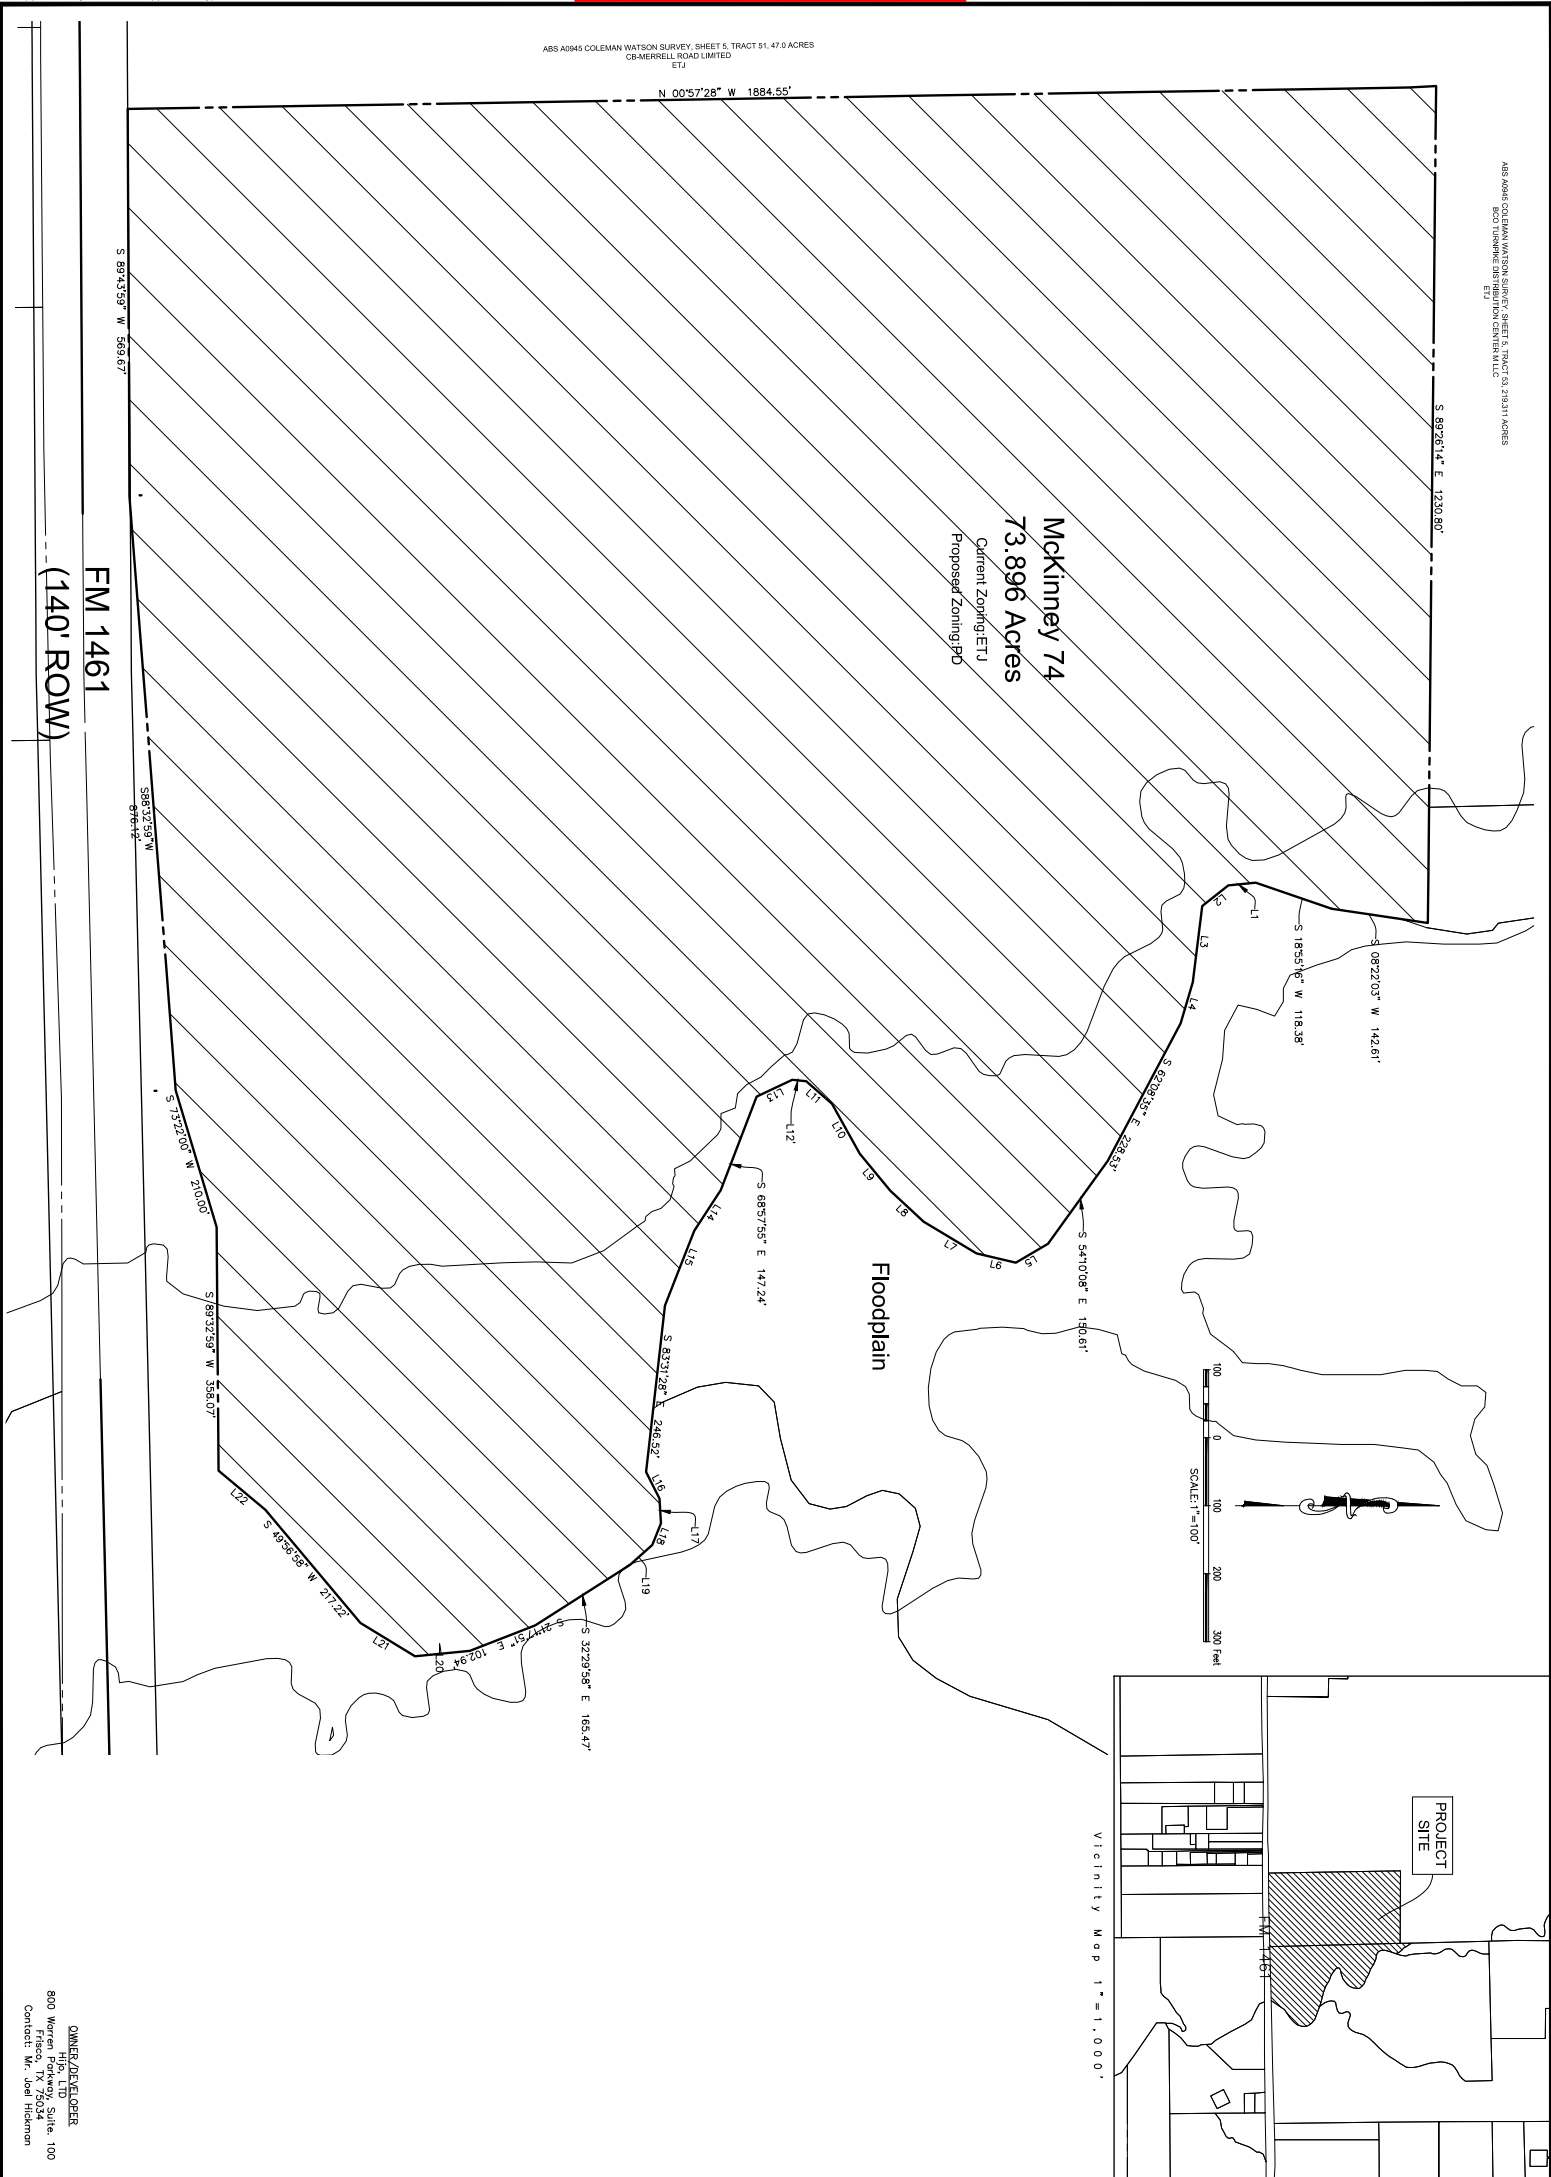 ABS A0945 COLEMAN WATSON SURVEY, SHEET 5, TRACT 51, 47.0 ACRES
CB-MERRELL ROAD LIMITED
ETJ
N 00°57'28" W 1884.55'
ABS A0945 COLEMAN WATSON SURVEY, SHEET 5, TRACT 53, 219.311 ACRES
BCO TURNPIKE DISTRIBUTION CENTER M LLC
ETJ
S 89°26'14" E 1230.80'
McKinney 74
73.896 Acres
Current Zoning:ETJ
Proposed Zoning:PD
S 08°22'03" W 142.61'
S 18°55'16" W 118.38'
L1
L2
L3
L4
S 62°08'35" E 228.53'
S 54°10'08" E 150.61'
L5
L6
L7
L8
L9
L10
L11
L12'
L13
S 68°57'55" E 147.24'
L14
L15
S 83°31'28" E 246.52'
L16
L17
L18
L19
S 32°29'58" E 165.47'
S 21°17'51" E 102.94'
L20
L21
S 49°56'58" W 217.22'
L22
S 89°32'59" W 358.07'
S 73°22'00" W 210.00'
S88°32'59"W
876.12'
S 89°43'59" W 569.67'
FM 1461
(140' ROW)
Floodplain
100 0 100 200 300 Feet
SCALE: 1"=100'
PROJECT
SITE
FM 1461
Vicinity Map 1"=1,000'
OWNER/DEVELOPER
Hijo, LTD
800 Warren Parkway, Suite. 100
Frisco, TX 75034
Contact: Mr. Joel Hickman